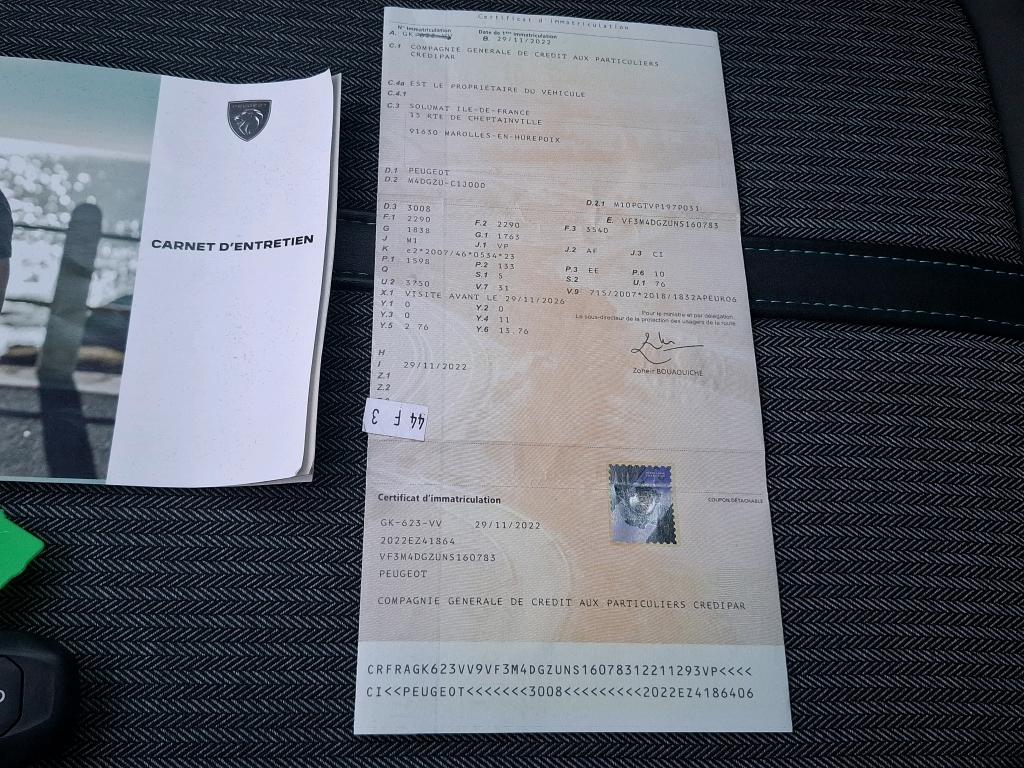 PEUGEOT
CARNET D'ENTRETIEN
Certificat d'immatriculation
N° Immatriculation Date de 1ère immatriculation
A. GK- B. 29/11/2022
C.1 COMPAGNIE GENERALE DE CREDIT AUX PARTICULIERS
CREDIPAR
C.4a EST LE PROPRIETAIRE DU VEHICULE
C.4.1
C.3 SOLUMAT ILE-DE-FRANCE
15 RTE DE CHEPTAINVILLE
91630 MAROLLES-EN-HUREPOIX
D.1 PEUGEOT
D.2 M4DGZU-C1J000
D.2.1 M10PGTVP197P031
D.3 3008 E. VF3M4DGZUNS160783
F.1 2290 F.2 2290 F.3 3540
G 1838 G.1 1763
J M1 J.1 VP J.2 AF J.3 CI
K e2*2007/46*0534*23
P.1 1598 P.2 133 P.3 EE P.6 10
Q S.1 5 S.2 U.1 76
U.2 3750 V.7 31 V.9 715/2007*2018/1832APEURO6
X.1 VISITE AVANT LE 29/11/2026
Y.1 0 Y.2 0
Y.3 0 Y.4 11
Y.5 2.76 Y.6 13.76
Pour le ministre et par délégation,
Le sous-directeur de la protection des usagers de la route
Zoheir BOUAOUICHE
H
I 29/11/2022
Z.1
Z.2
44 F 3
Certificat d'immatriculation
COUPON DÉTACHABLE
GK-623-VV 29/11/2022
2022EZ41864
VF3M4DGZUNS160783
PEUGEOT
COMPAGNIE GENERALE DE CREDIT AUX PARTICULIERS CREDIPAR
CRFRAGK623VV9VF3M4DGZUNS16078312211293VP<<<<
CI<<PEUGEOT<<<<<<<3008<<<<<<<<<2022EZ4186406